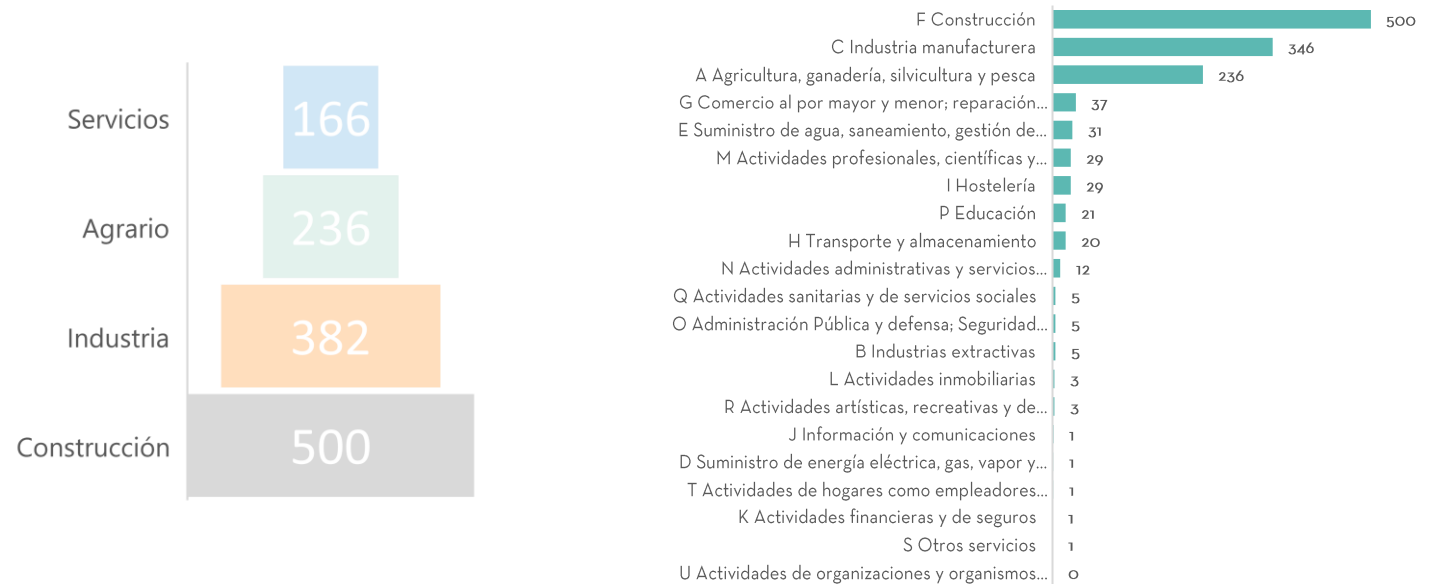 Servicios 166
Agrario 236
Industria 382
Construcción 500
F Construcción 500
C Industria manufacturera 346
A Agricultura, ganadería, silvicultura y pesca 236
G Comercio al por mayor y menor; reparación... 37
E Suministro de agua, saneamiento, gestión de... 31
M Actividades profesionales, científicas y... 29
I Hostelería 29
P Educación 21
H Transporte y almacenamiento 20
N Actividades administrativas y servicios... 12
Q Actividades sanitarias y de servicios sociales 5
O Administración Pública y defensa; Seguridad... 5
B Industrias extractivas 5
L Actividades inmobiliarias 3
R Actividades artísticas, recreativas y de... 3
J Información y comunicaciones 1
D Suministro de energía eléctrica, gas, vapor y... 1
T Actividades de hogares como empleadores... 1
K Actividades financieras y de seguros 1
S Otros servicios 1
U Actividades de organizaciones y organismos... 0